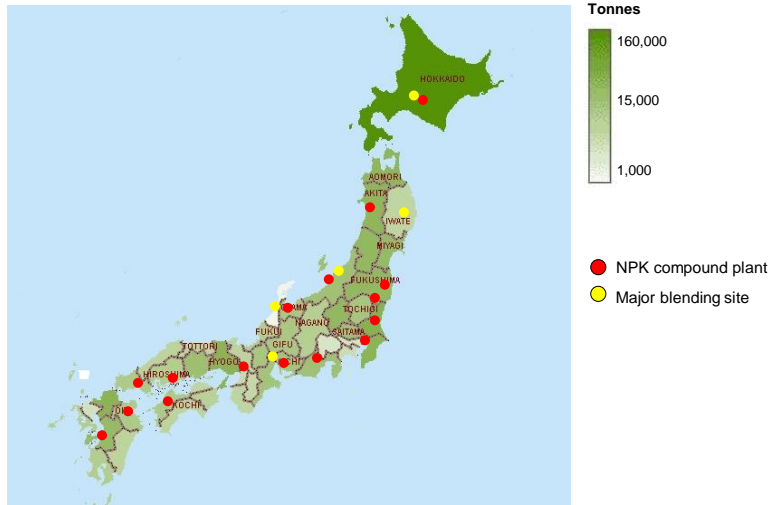 Tonnes
160,000
15,000
1,000
HOKKAIDO
AOMORI
AKITA
IWATE
MIYAGI
FUKUSHIMA
TOCHIGI
NAGANO
SAITAMA
FUKUI
GIFU
TOTTORI
HYOGO
HIROSHIMA
KOCHI
NPK compound plant
Major blending site